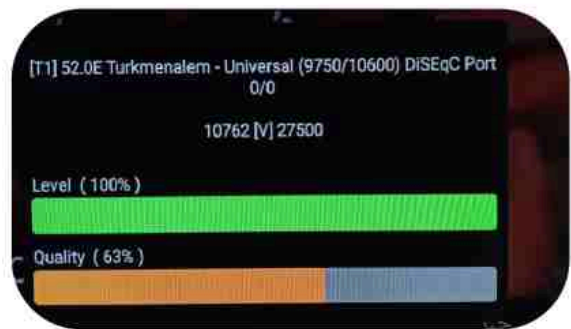 [T1] 52.0E Turkmenalem - Universal (9750/10600) DiSEqC Port
0/0
10762 [V] 27500
Level ( 100% )
Quality ( 63% )